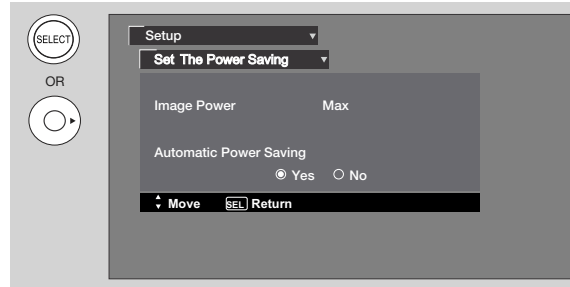 SELECT
OR
Setup
Set The Power Saving
Image Power Max
Automatic Power Saving
Yes No
Move SEL Return